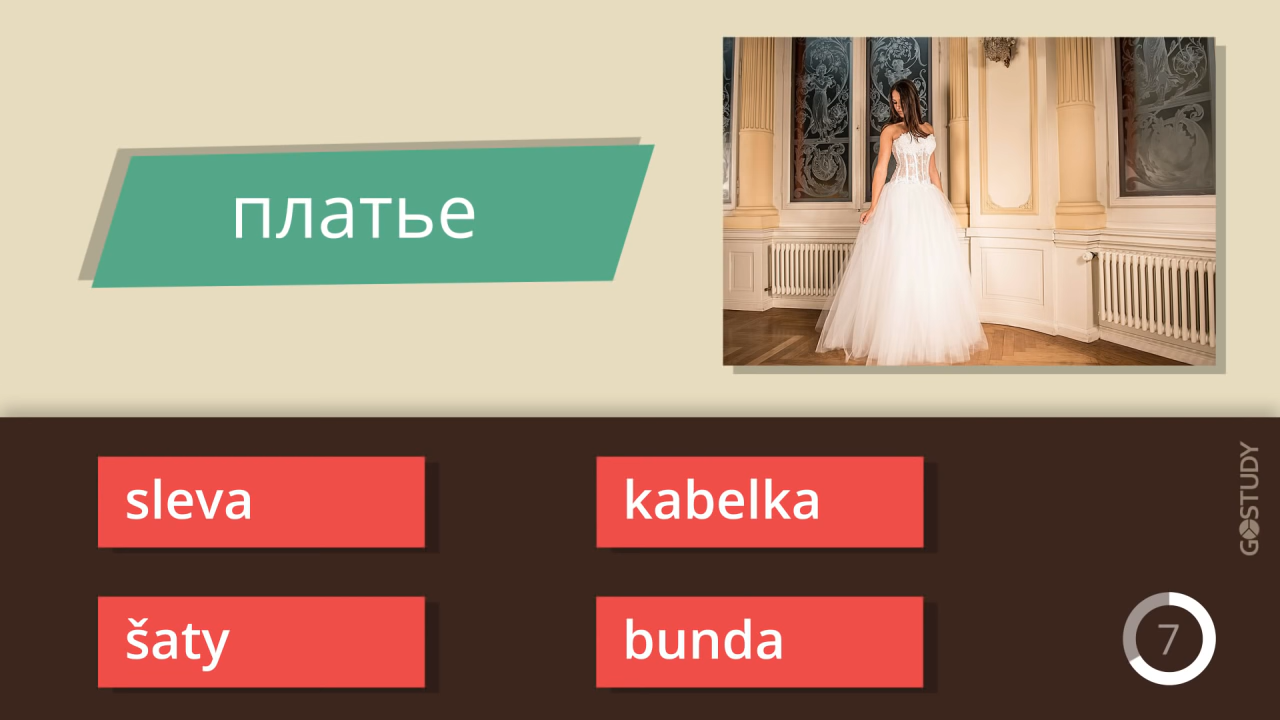 платье
sleva
kabelka
šaty
bunda
7
GOSTUDY